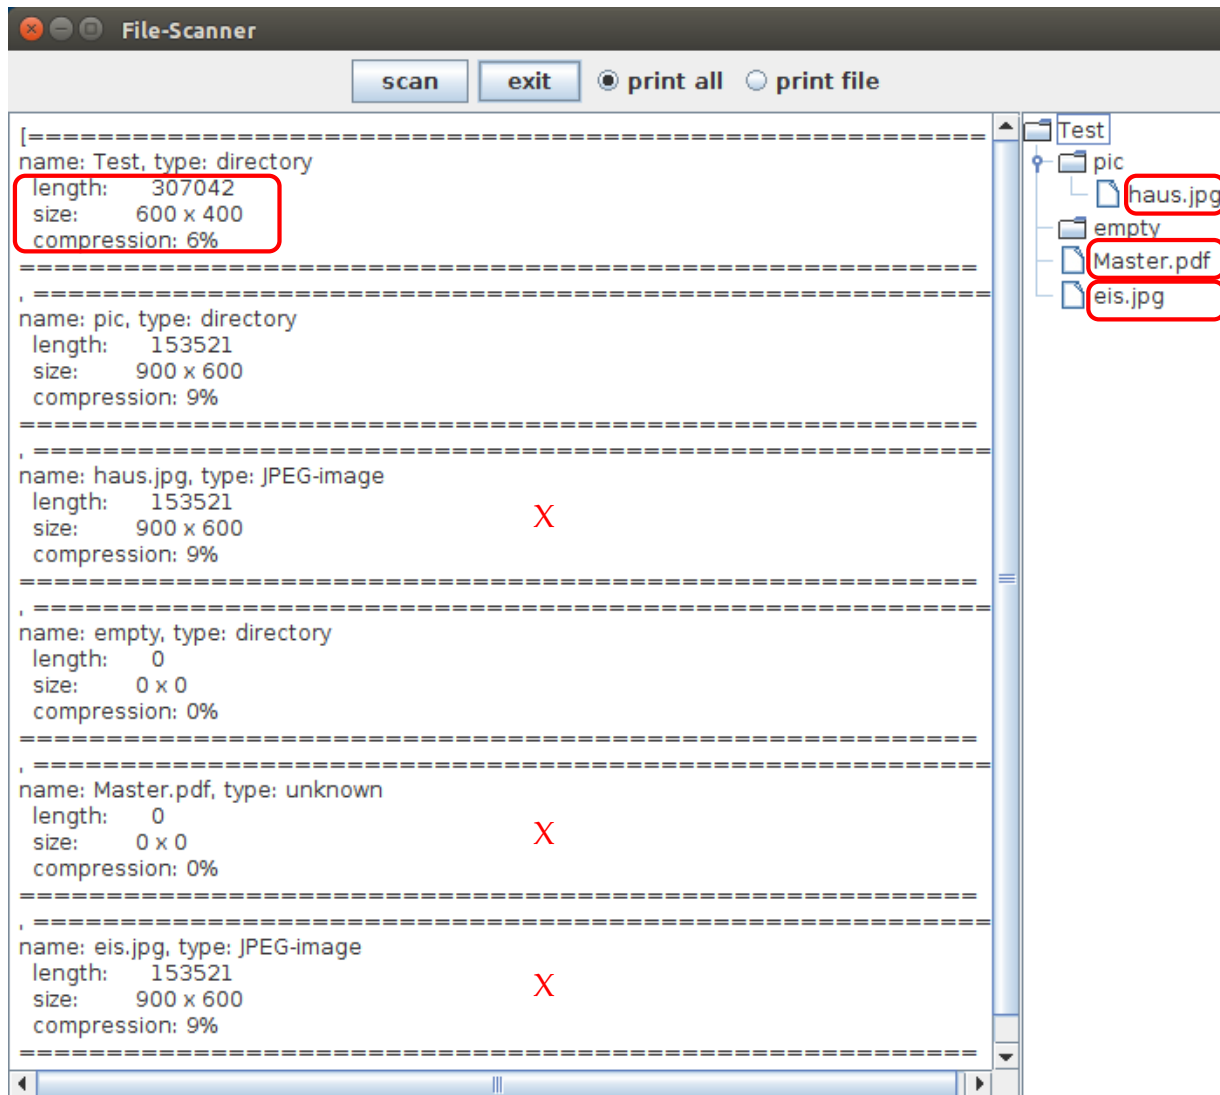 File-Scanner
scan exit print all print file
[=======================================================
name: Test, type: directory
length: 307042
size: 600 x 400
compression: 6%
=======================================================
, =======================================================
name: pic, type: directory
length: 153521
size: 900 x 600
compression: 9%
=======================================================
, =======================================================
name: haus.jpg, type: JPEG-image
length: 153521
X
size: 900 x 600
compression: 9%
=======================================================
, =======================================================
name: empty, type: directory
length: 0
size: 0 x 0
compression: 0%
=======================================================
, =======================================================
name: Master.pdf, type: unknown
length: 0
X
size: 0 x 0
compression: 0%
=======================================================
, =======================================================
name: eis.jpg, type: JPEG-image
length: 153521
X
size: 900 x 600
compression: 9%
=======================================================
Test
pic
haus.jpg
empty
Master.pdf
eis.jpg